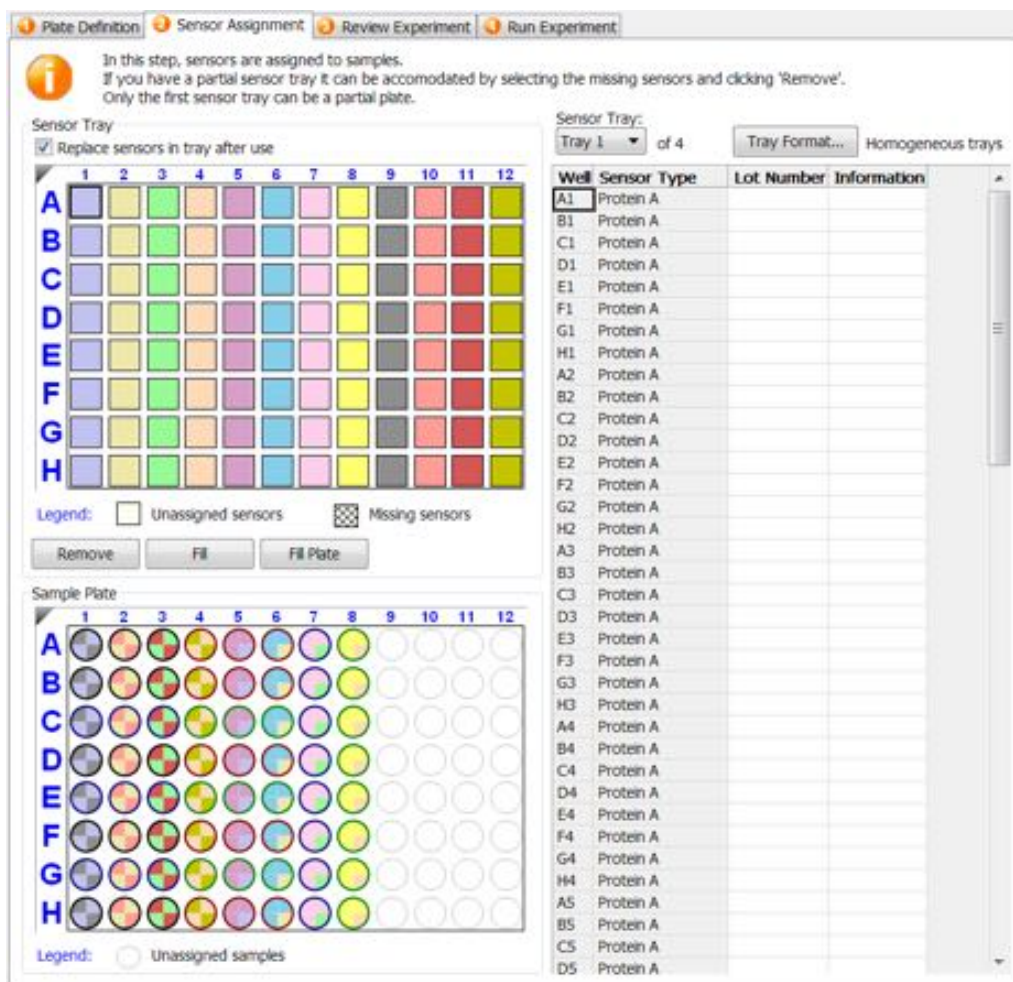 Plate Definition Sensor Assignment Review Experiment Run Experiment
In this step, sensors are assigned to samples.
If you have a partial sensor tray it can be accomodated by selecting the missing sensors and clicking 'Remove'.
Only the first sensor tray can be a partial plate.
Sensor Tray
Replace sensors in tray after use
1 2 3 4 5 6 7 8 9 10 11 12
A
B
C
D
E
F
G
H
Legend: Unassigned sensors Missing sensors
Remove Fill Fill Plate
Sample Plate
1 2 3 4 5 6 7 8 9 10 11 12
A
B
C
D
E
F
G
H
Legend: Unassigned samples
Sensor Tray:
Tray 1 of 4 Tray Format... Homogeneous trays
Well Sensor Type Lot Number Information
A1 Protein A
B1 Protein A
C1 Protein A
D1 Protein A
E1 Protein A
F1 Protein A
G1 Protein A
H1 Protein A
A2 Protein A
B2 Protein A
C2 Protein A
D2 Protein A
E2 Protein A
F2 Protein A
G2 Protein A
H2 Protein A
A3 Protein A
B3 Protein A
C3 Protein A
D3 Protein A
E3 Protein A
F3 Protein A
G3 Protein A
H3 Protein A
A4 Protein A
B4 Protein A
C4 Protein A
D4 Protein A
E4 Protein A
F4 Protein A
G4 Protein A
H4 Protein A
A5 Protein A
B5 Protein A
C5 Protein A
D5 Protein A